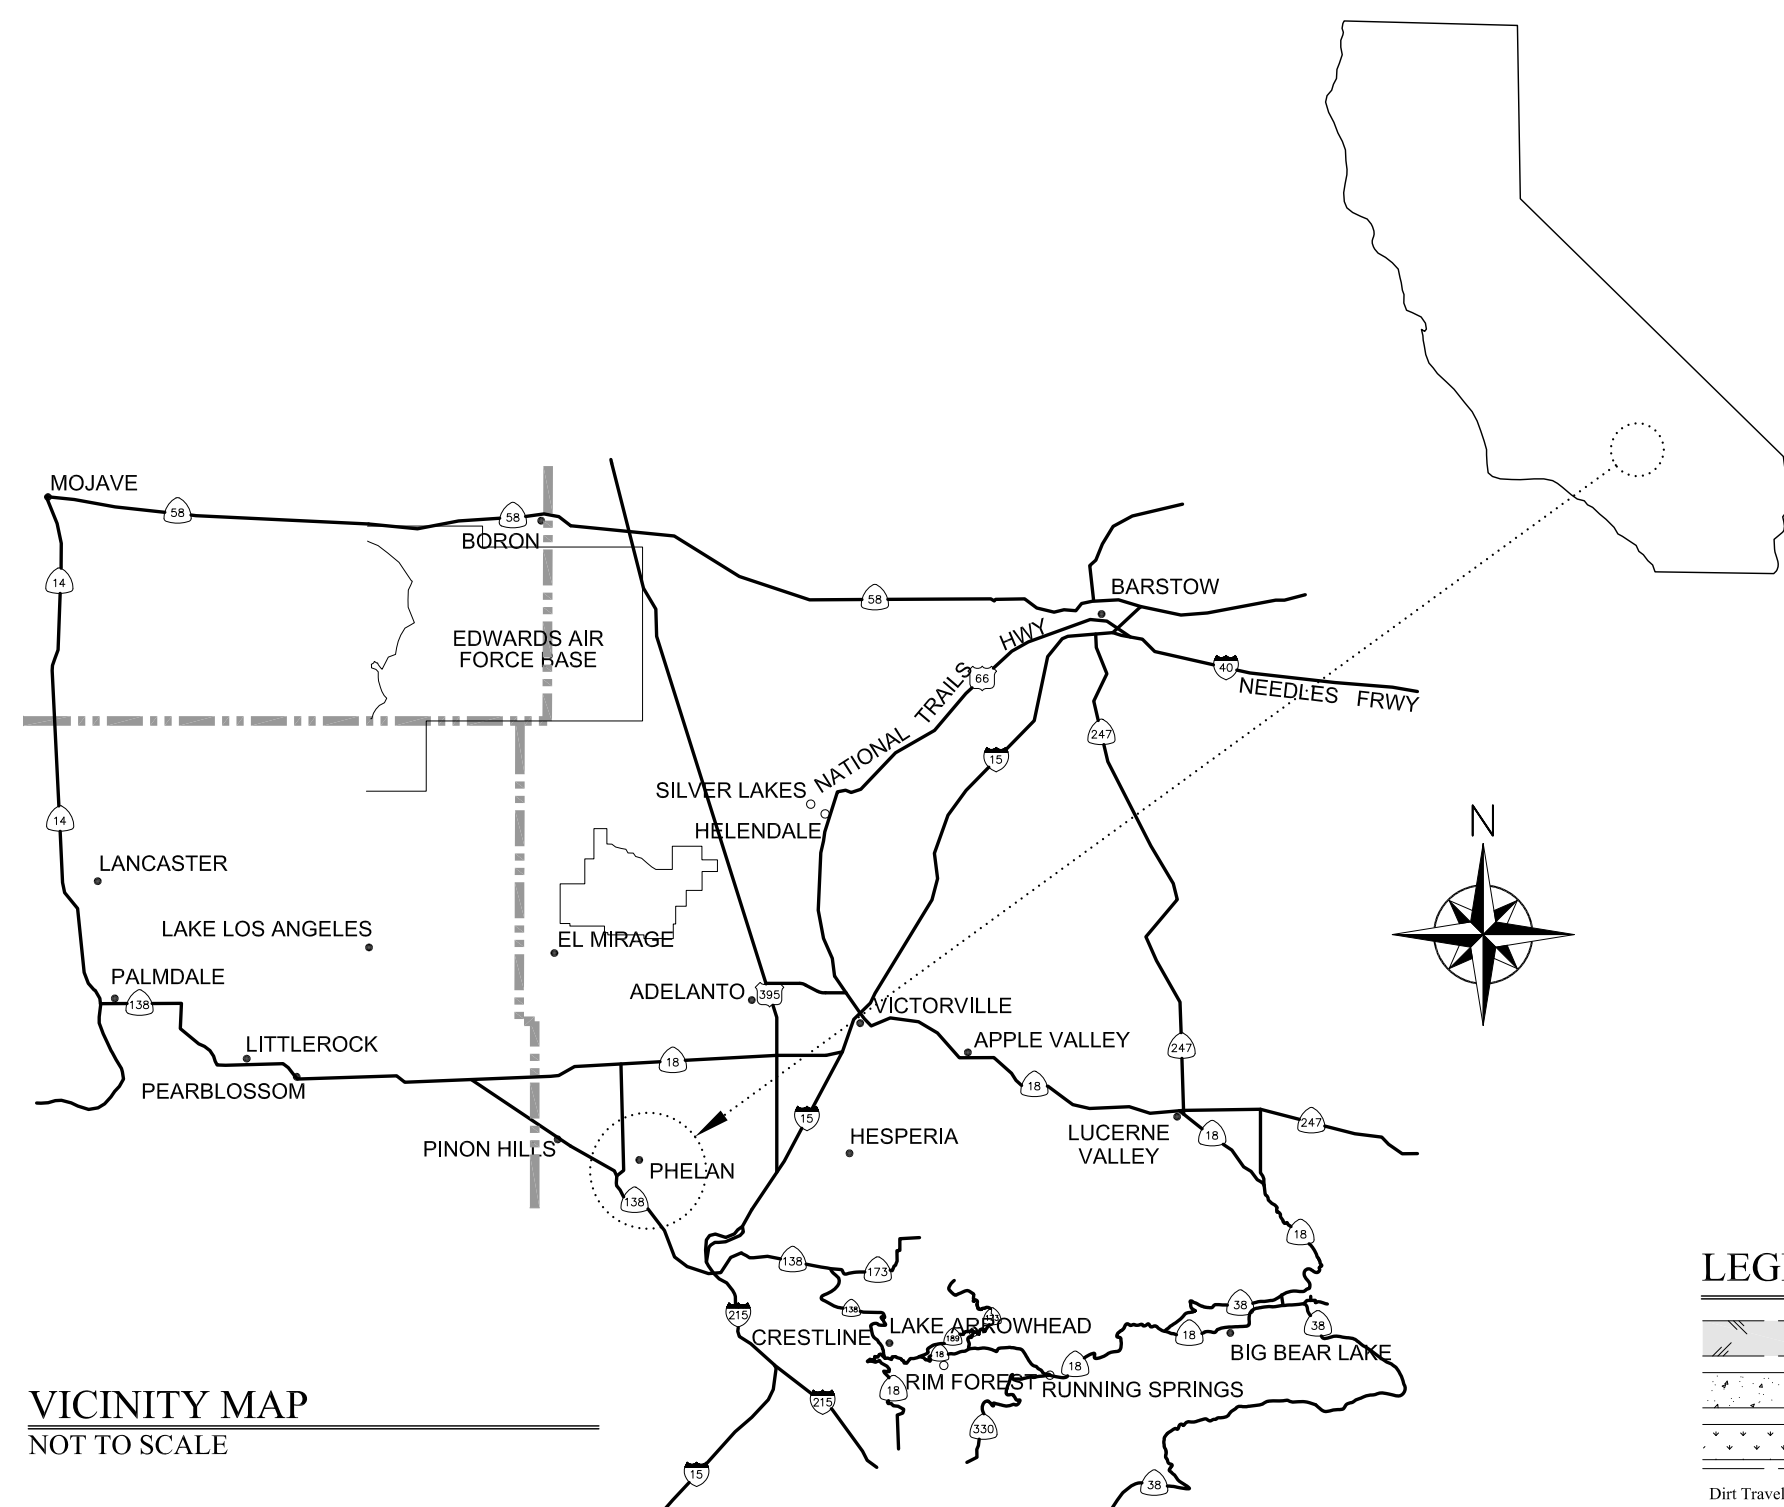 MOJAVE
58
58
BORON
14
EDWARDS AIR
FORCE BASE
58
BARSTOW
NATIONAL TRAILS HWY
66
40
NEEDLES FRWY
15
247
SILVER LAKES
HELENDALE
14
N
LANCASTER
LAKE LOS ANGELES
EL MIRAGE
PALMDALE
138
ADELANTO
395
VICTORVILLE
LITTLEROCK
PEARBLOSSOM
18
APPLE VALLEY
18
247
15
HESPERIA
LUCERNE
VALLEY
18
247
PINON HILLS
PHELAN
138
18
138
173
138
215
CRESTLINE
LAKE ARROWHEAD
189
18
38
18
38
BIG BEAR LAKE
18
RIM FOREST
18
RUNNING SPRINGS
215
330
15
38
VICINITY MAP
NOT TO SCALE
Dirt Travel